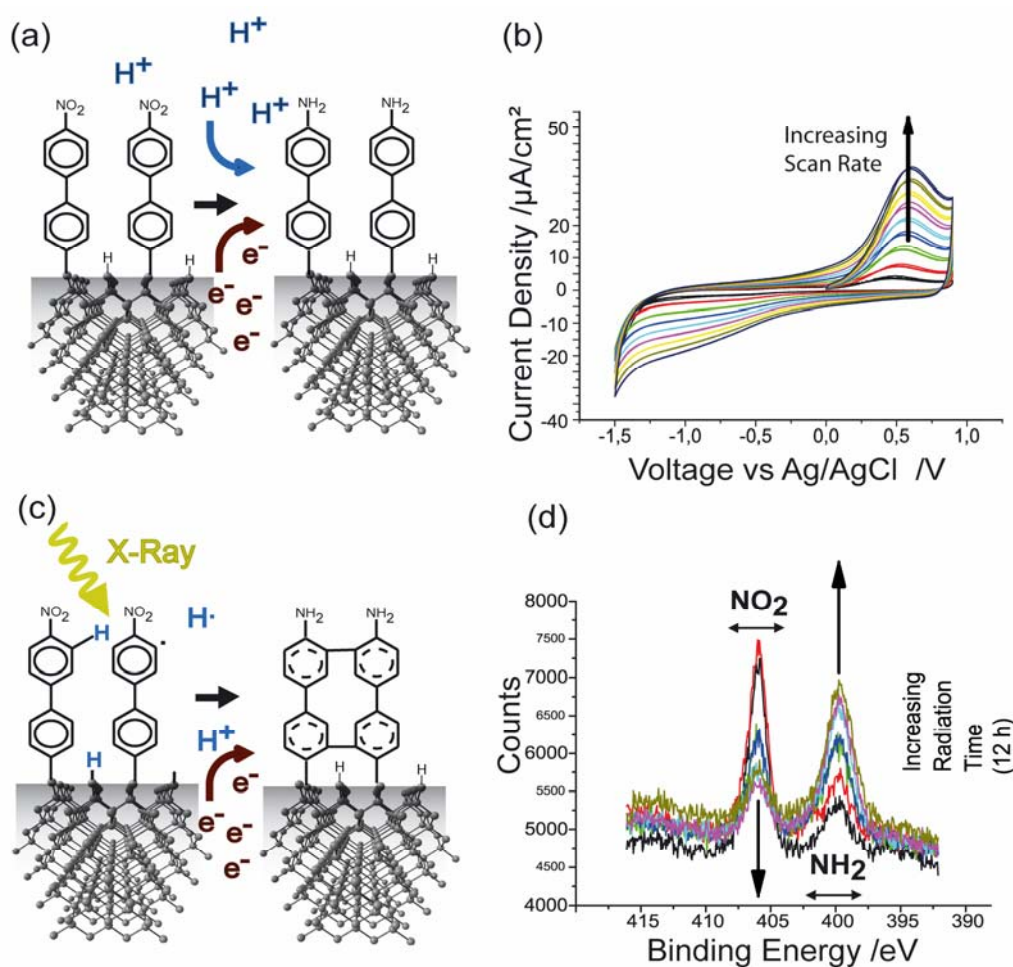 (a)
H+
H+
H+
H+
NO2
NO2
NH2
NH2
H
H
H
H
e-
e-
e-
e-
e-
(b)
Increasing
Scan Rate
Current Density /µA/cm²
50
20
10
0
-10
-20
-40
-1,5
-1,0
-0,5
0,0
0,5
1,0
Voltage vs Ag/AgCl /V
(c)
X-Ray
NO2
NO2
H
H·
NH2
NH2
H+
H
H
H
e-
e-
e-
e-
e-
(d)
8000
7500
7000
6500
6000
5500
5000
4500
4000
Counts
NO2
NH2
Increasing
Radiation
Time
(12 h)
415
410
405
400
395
390
Binding Energy /eV